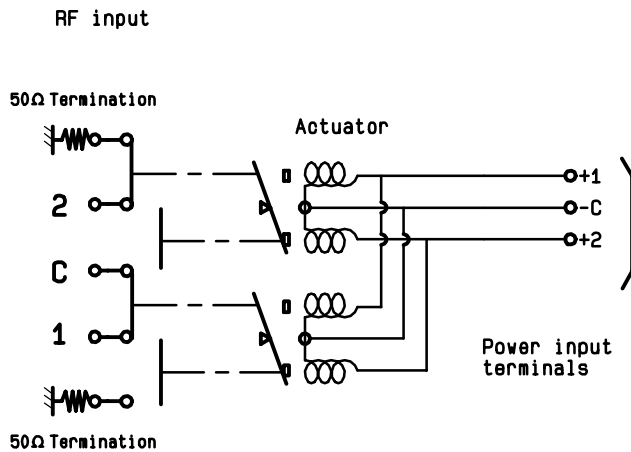 RF input
50Ω Termination
Actuator
+1
2
-C
+2
C
1
Power input
terminals
50Ω Termination